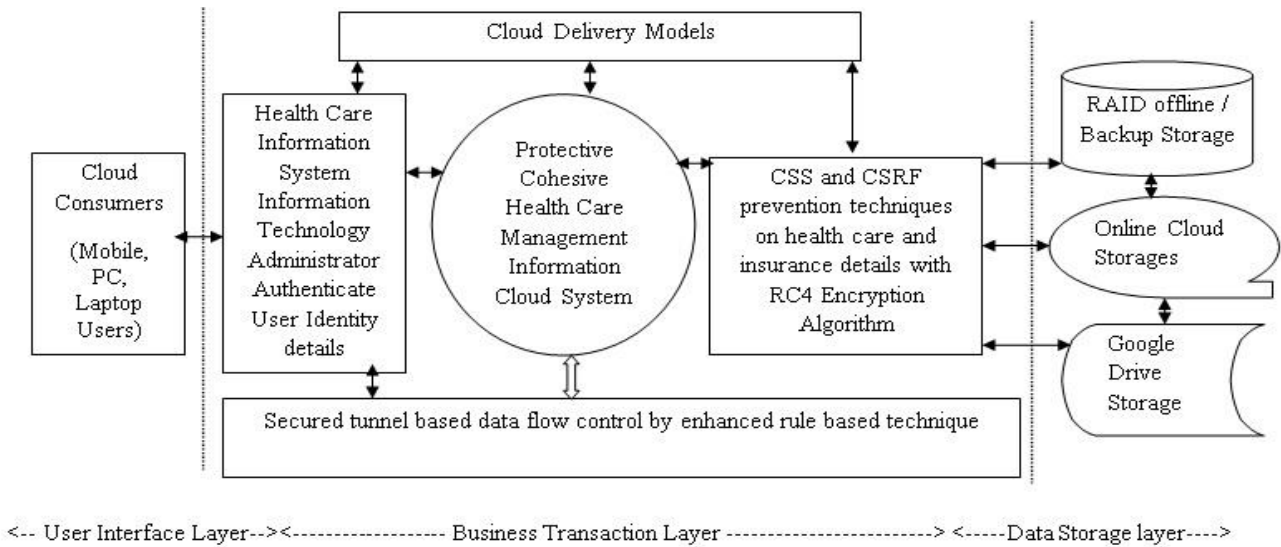 Cloud Delivery Models
Cloud
Consumers
(Mobile,
PC,
Laptop
Users)
Health Care
Information
System
Information
Technology
Administrator
Authenticate
User Identity
details
Protective
Cohesive
Health Care
Management
Information
Cloud System
CSS and CSRF
prevention techniques
on health care and
insurance details with
RC4 Encryption
Algorithm
RAID offline /
Backup Storage
Online Cloud
Storages
Google
Drive
Storage
Secured tunnel based data flow control by enhanced rule based technique
<-- User Interface Layer--><------------------- Business Transaction Layer -----------------------> <-----Data Storage layer---->